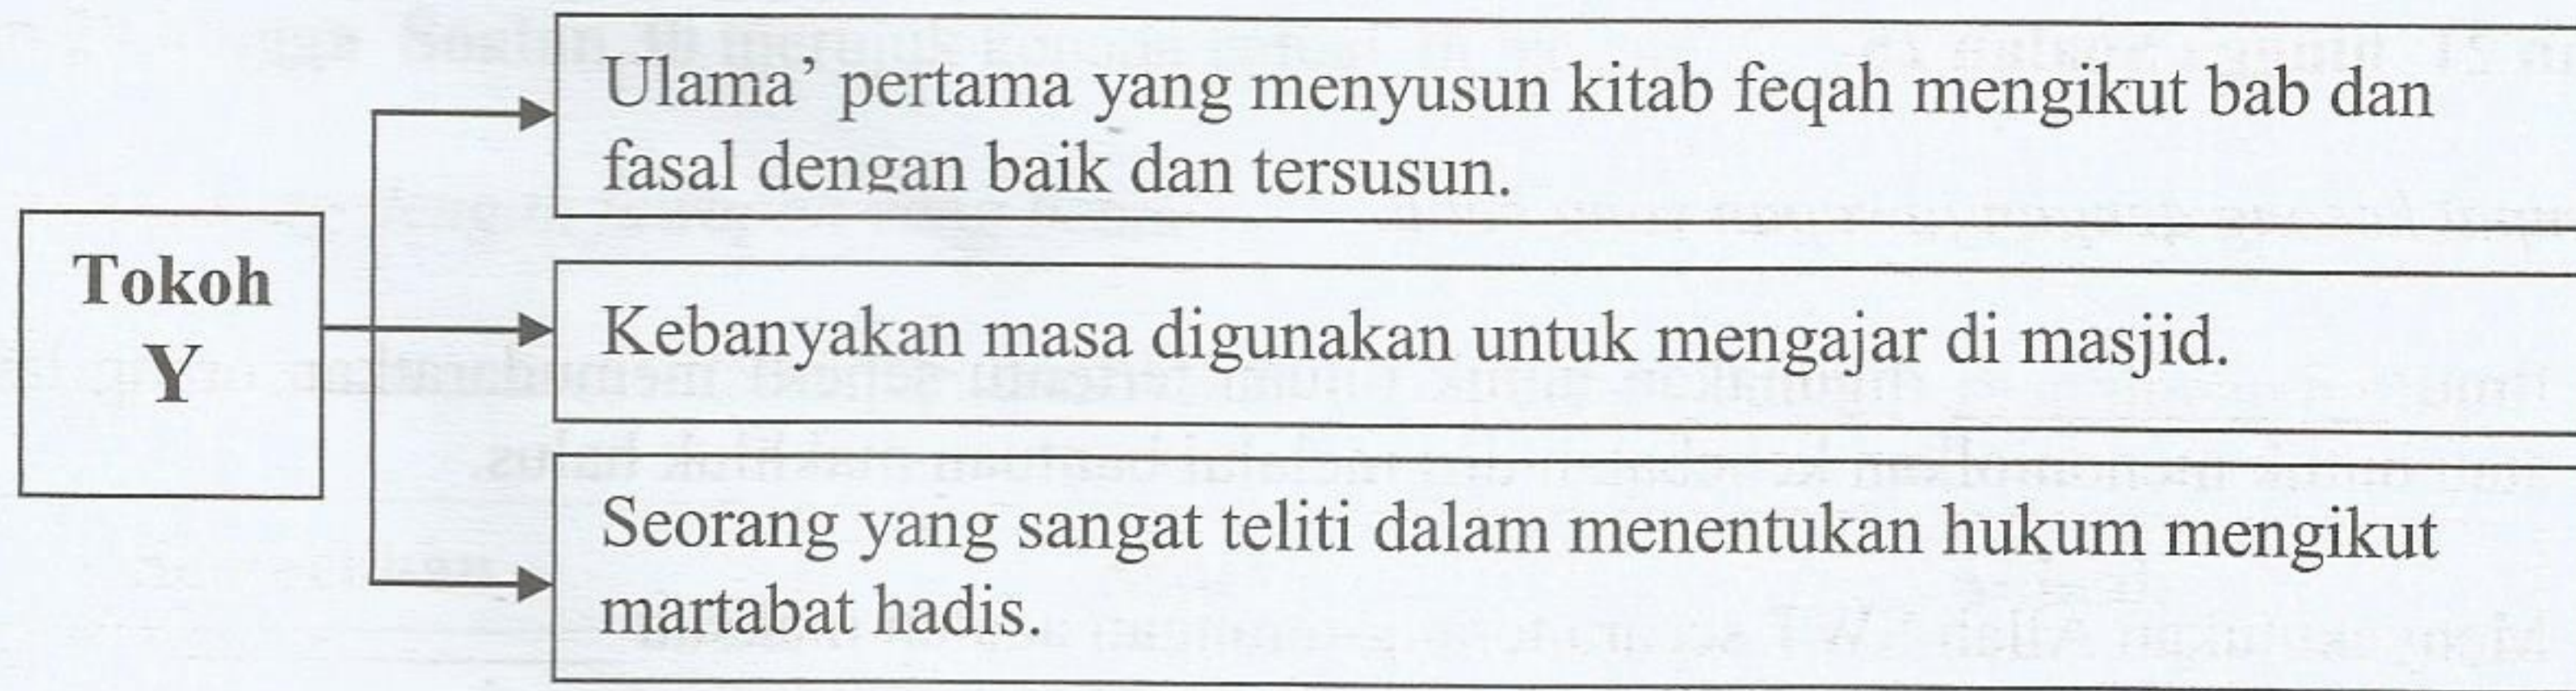 Ulama’ pertama yang menyusun kitab feqah mengikut bab dan
fasal dengan baik dan tersusun.
Tokoh
Y
Kebanyakan masa digunakan untuk mengajar di masjid.
Seorang yang sangat teliti dalam menentukan hukum mengikut
martabat hadis.